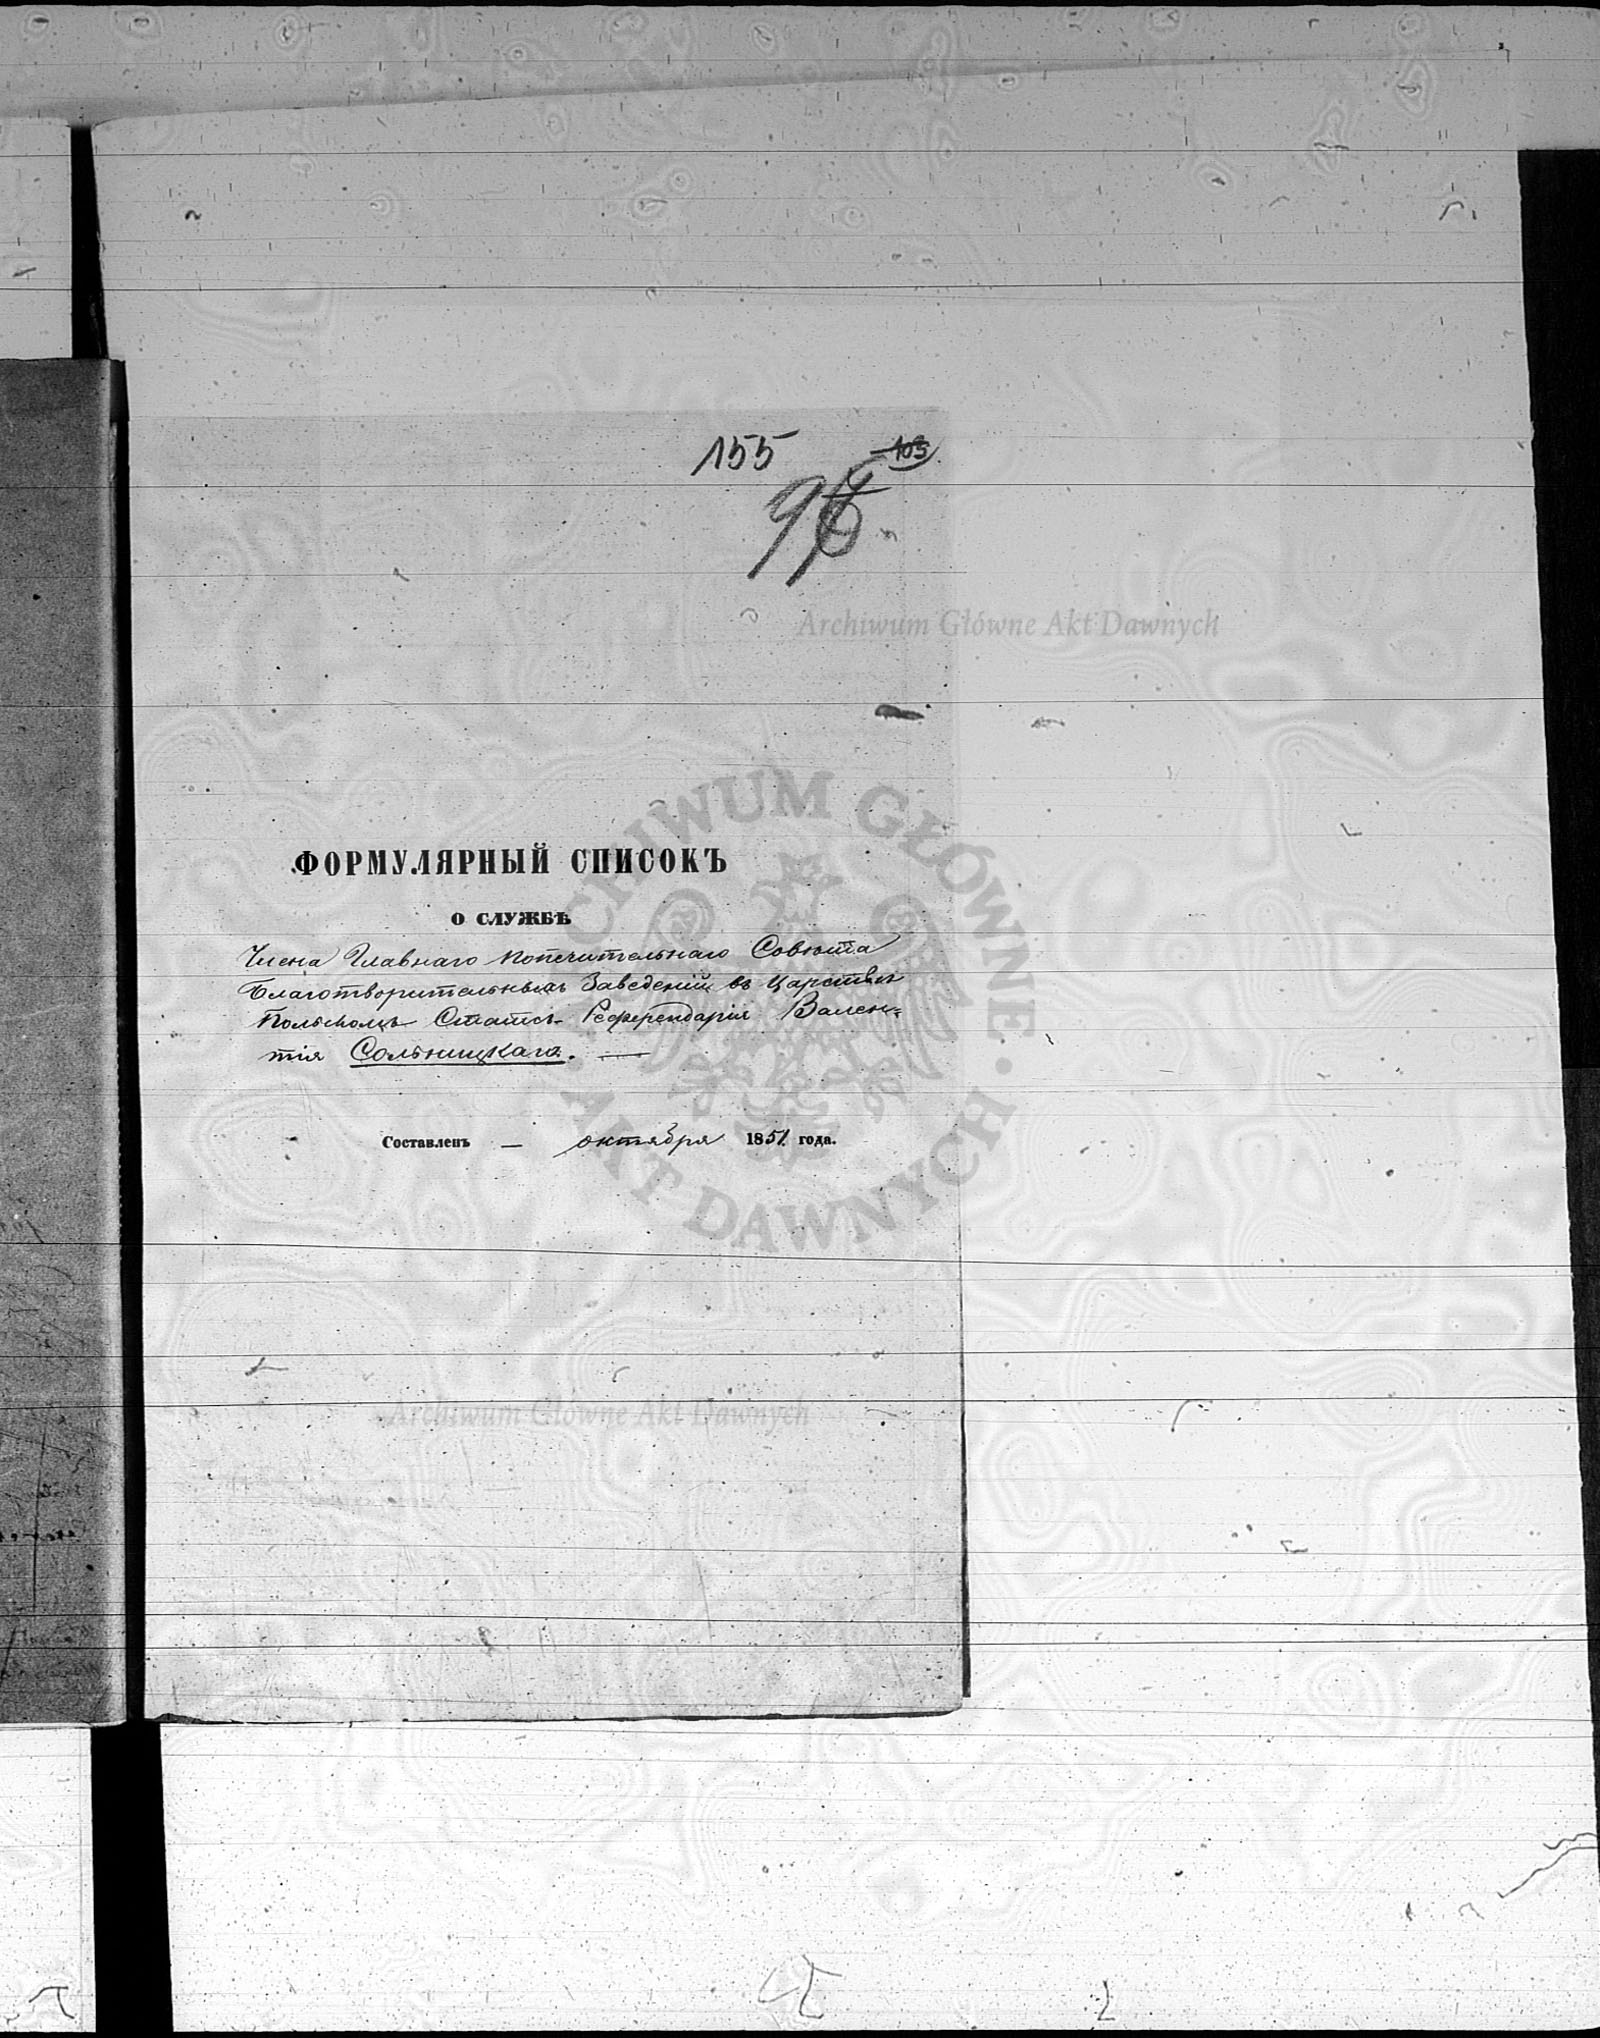 155
103
96
Archiwum Główne Akt Dawnych
ФОРМУЛЯРНЫЙ СПИСОКЪ
О СЛУЖБѢ
Члена Главнаго Попечительнаго Совѣта
Благотворительныхъ Заведеній въ Царствѣ
Польскомъ Статсъ-Референдарія Вален=
тія Сольницкаго. —
Составленъ — октября 1851 года.
ARCHIWUM GŁÓWNE · AKT DAWNYCH ·
Archiwum Główne Akt Dawnych